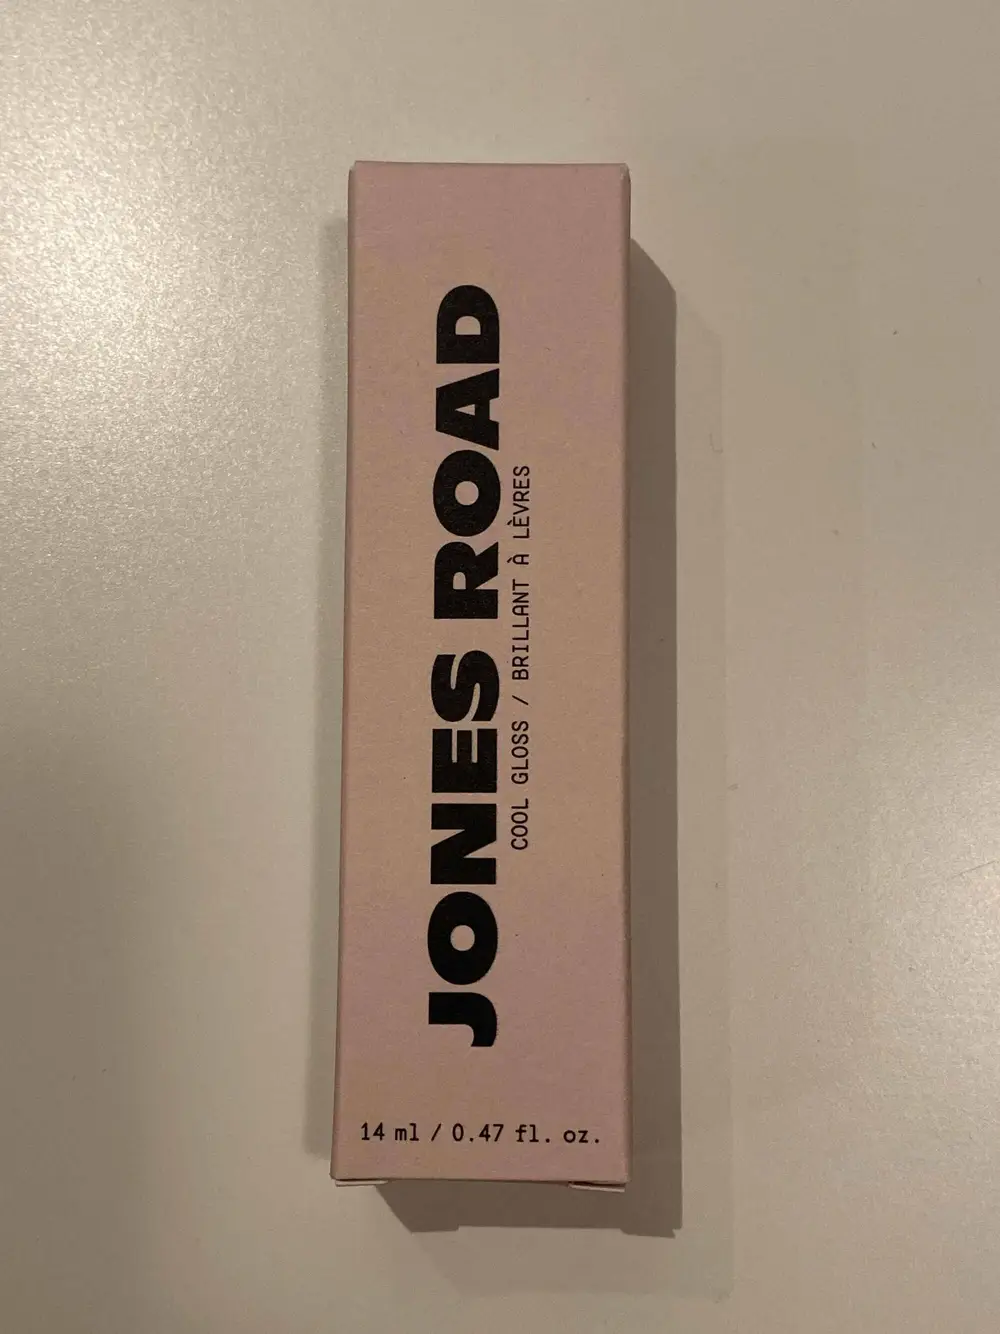 JONES ROAD
COOL GLOSS / BRILLANT À LÈVRES
14 ml / 0.47 fl. oz.